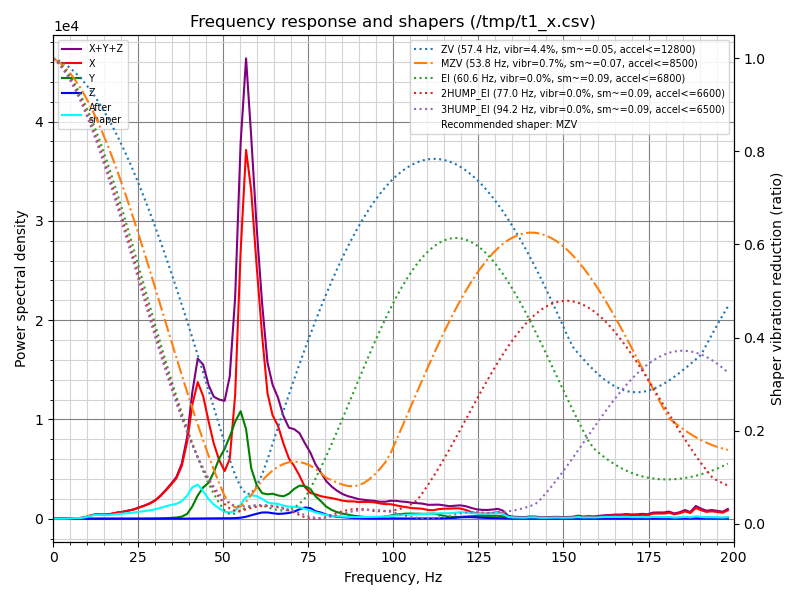 Frequency response and shapers (/tmp/t1_x.csv)
1e4
X+Y+Z
X
Y
Z
After
shaper
ZV (57.4 Hz, vibr=4.4%, sm~=0.05, accel<=12800)
MZV (53.8 Hz, vibr=0.7%, sm~=0.07, accel<=8500)
EI (60.6 Hz, vibr=0.0%, sm~=0.09, accel<=6800)
2HUMP_EI (77.0 Hz, vibr=0.0%, sm~=0.09, accel<=6600)
3HUMP_EI (94.2 Hz, vibr=0.0%, sm~=0.09, accel<=6500)
Recommended shaper: MZV
Power spectral density
4
3
2
1
0
Shaper vibration reduction (ratio)
1.0
0.8
0.6
0.4
0.2
0.0
0 25 50 75 100 125 150 175 200
Frequency, Hz